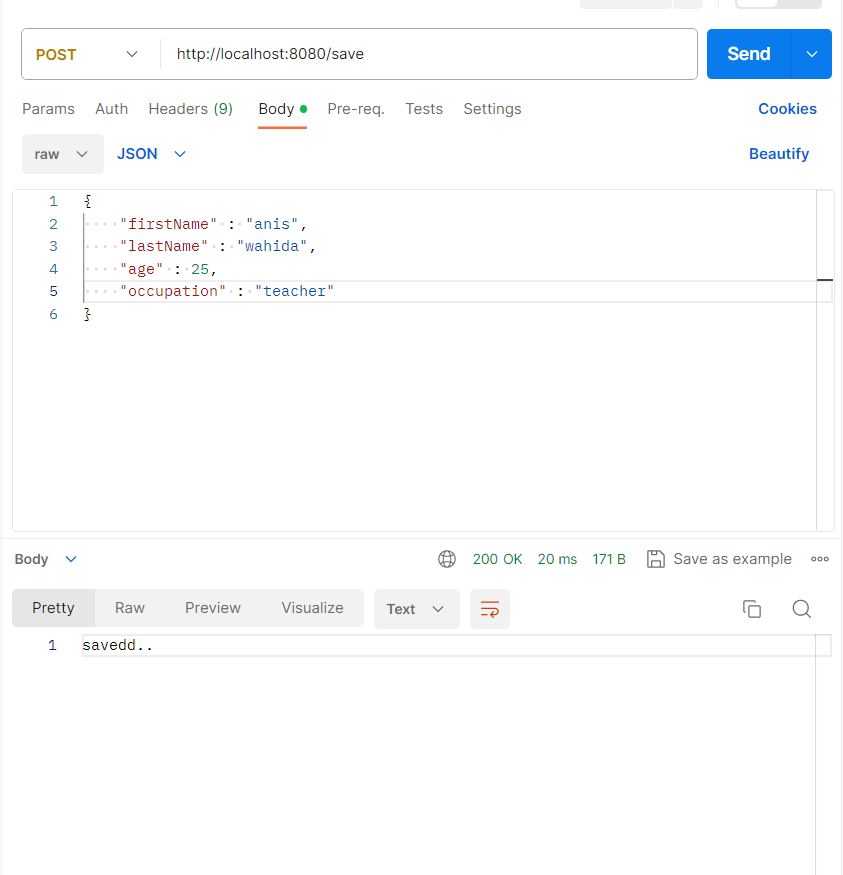 POST http://localhost:8080/save Send
Params Auth Headers (9) Body Pre-req. Tests Settings Cookies
raw JSON Beautify
1 {
2 "firstName" : "anis",
3 "lastName" : "wahida",
4 "age" : 25,
5 "occupation" : "teacher"
6 }
Body 200 OK 20 ms 171 B Save as example
Pretty Raw Preview Visualize Text
1 savedd..